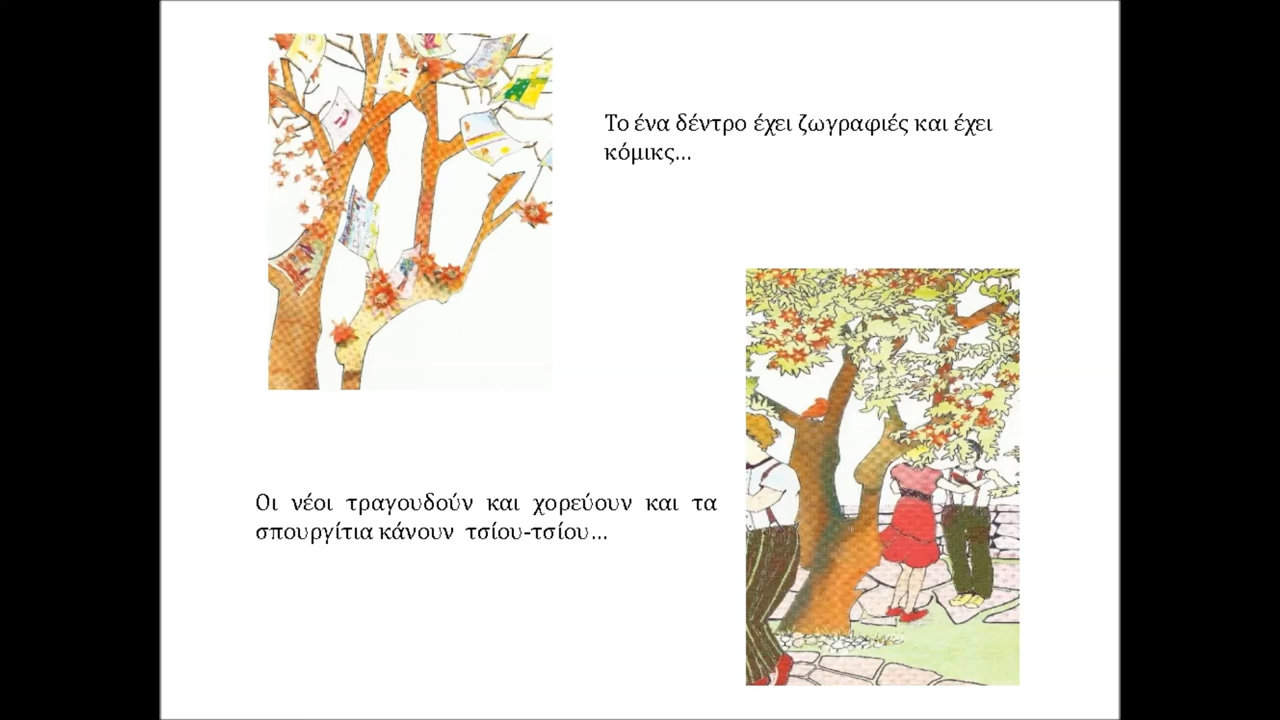 Το ένα δέντρο έχει ζωγραφιές και έχει
κόμικς...
Οι νέοι τραγουδούν και χορεύουν και τα
σπουργίτια κάνουν τσίου-τσίου...